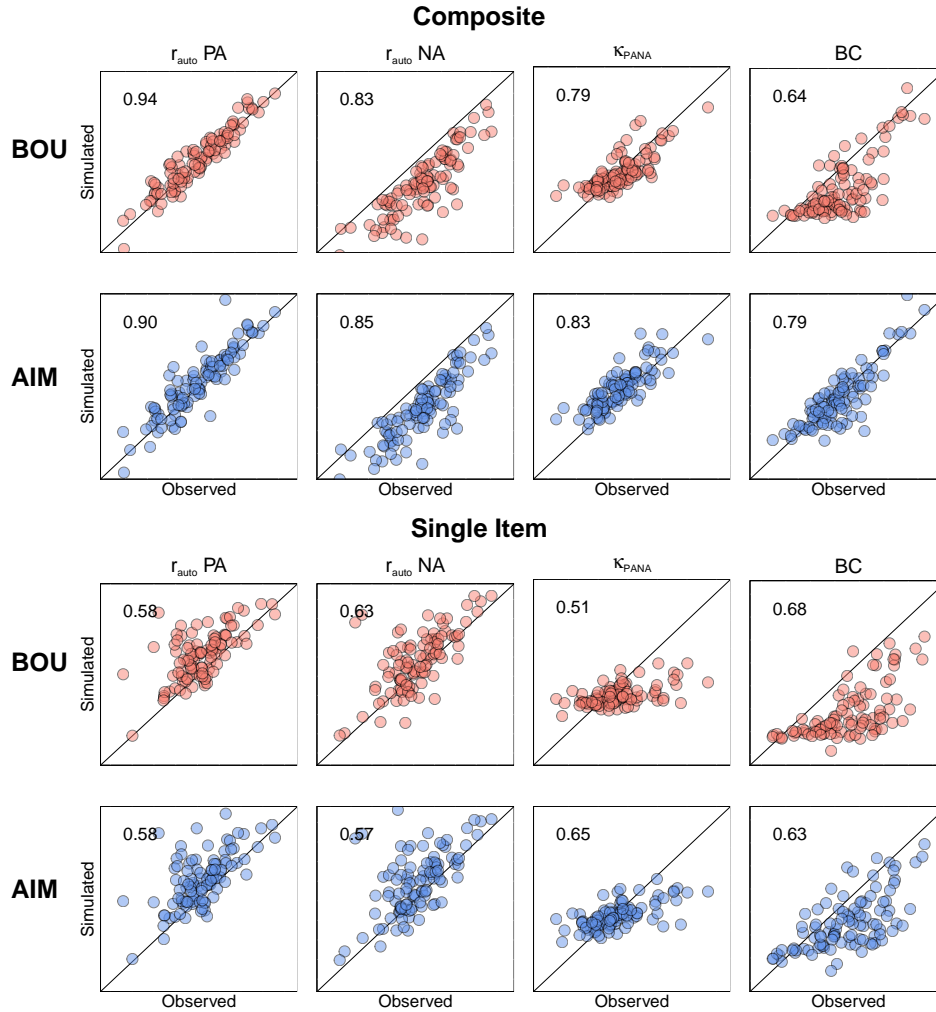 Composite
r_auto PA r_auto NA κ_PANA BC
BOU Simulated 0.94 0.83 0.79 0.64
AIM Simulated 0.90 0.85 0.83 0.79
Observed Observed Observed Observed
Single Item
r_auto PA r_auto NA κ_PANA BC
BOU Simulated 0.58 0.63 0.51 0.68
AIM Simulated 0.58 0.57 0.65 0.63
Observed Observed Observed Observed